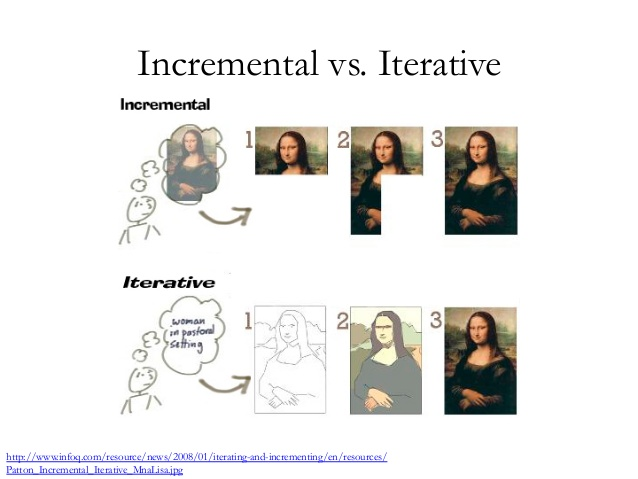 Incremental vs. Iterative
Incremental
1 2 3
Iterative
woman
in pastoral
setting
1 2 3
http://www.infoq.com/resource/news/2008/01/iterating-and-incrementing/en/resources/
Patton_Incremental_Iterative_MnaLisa.jpg